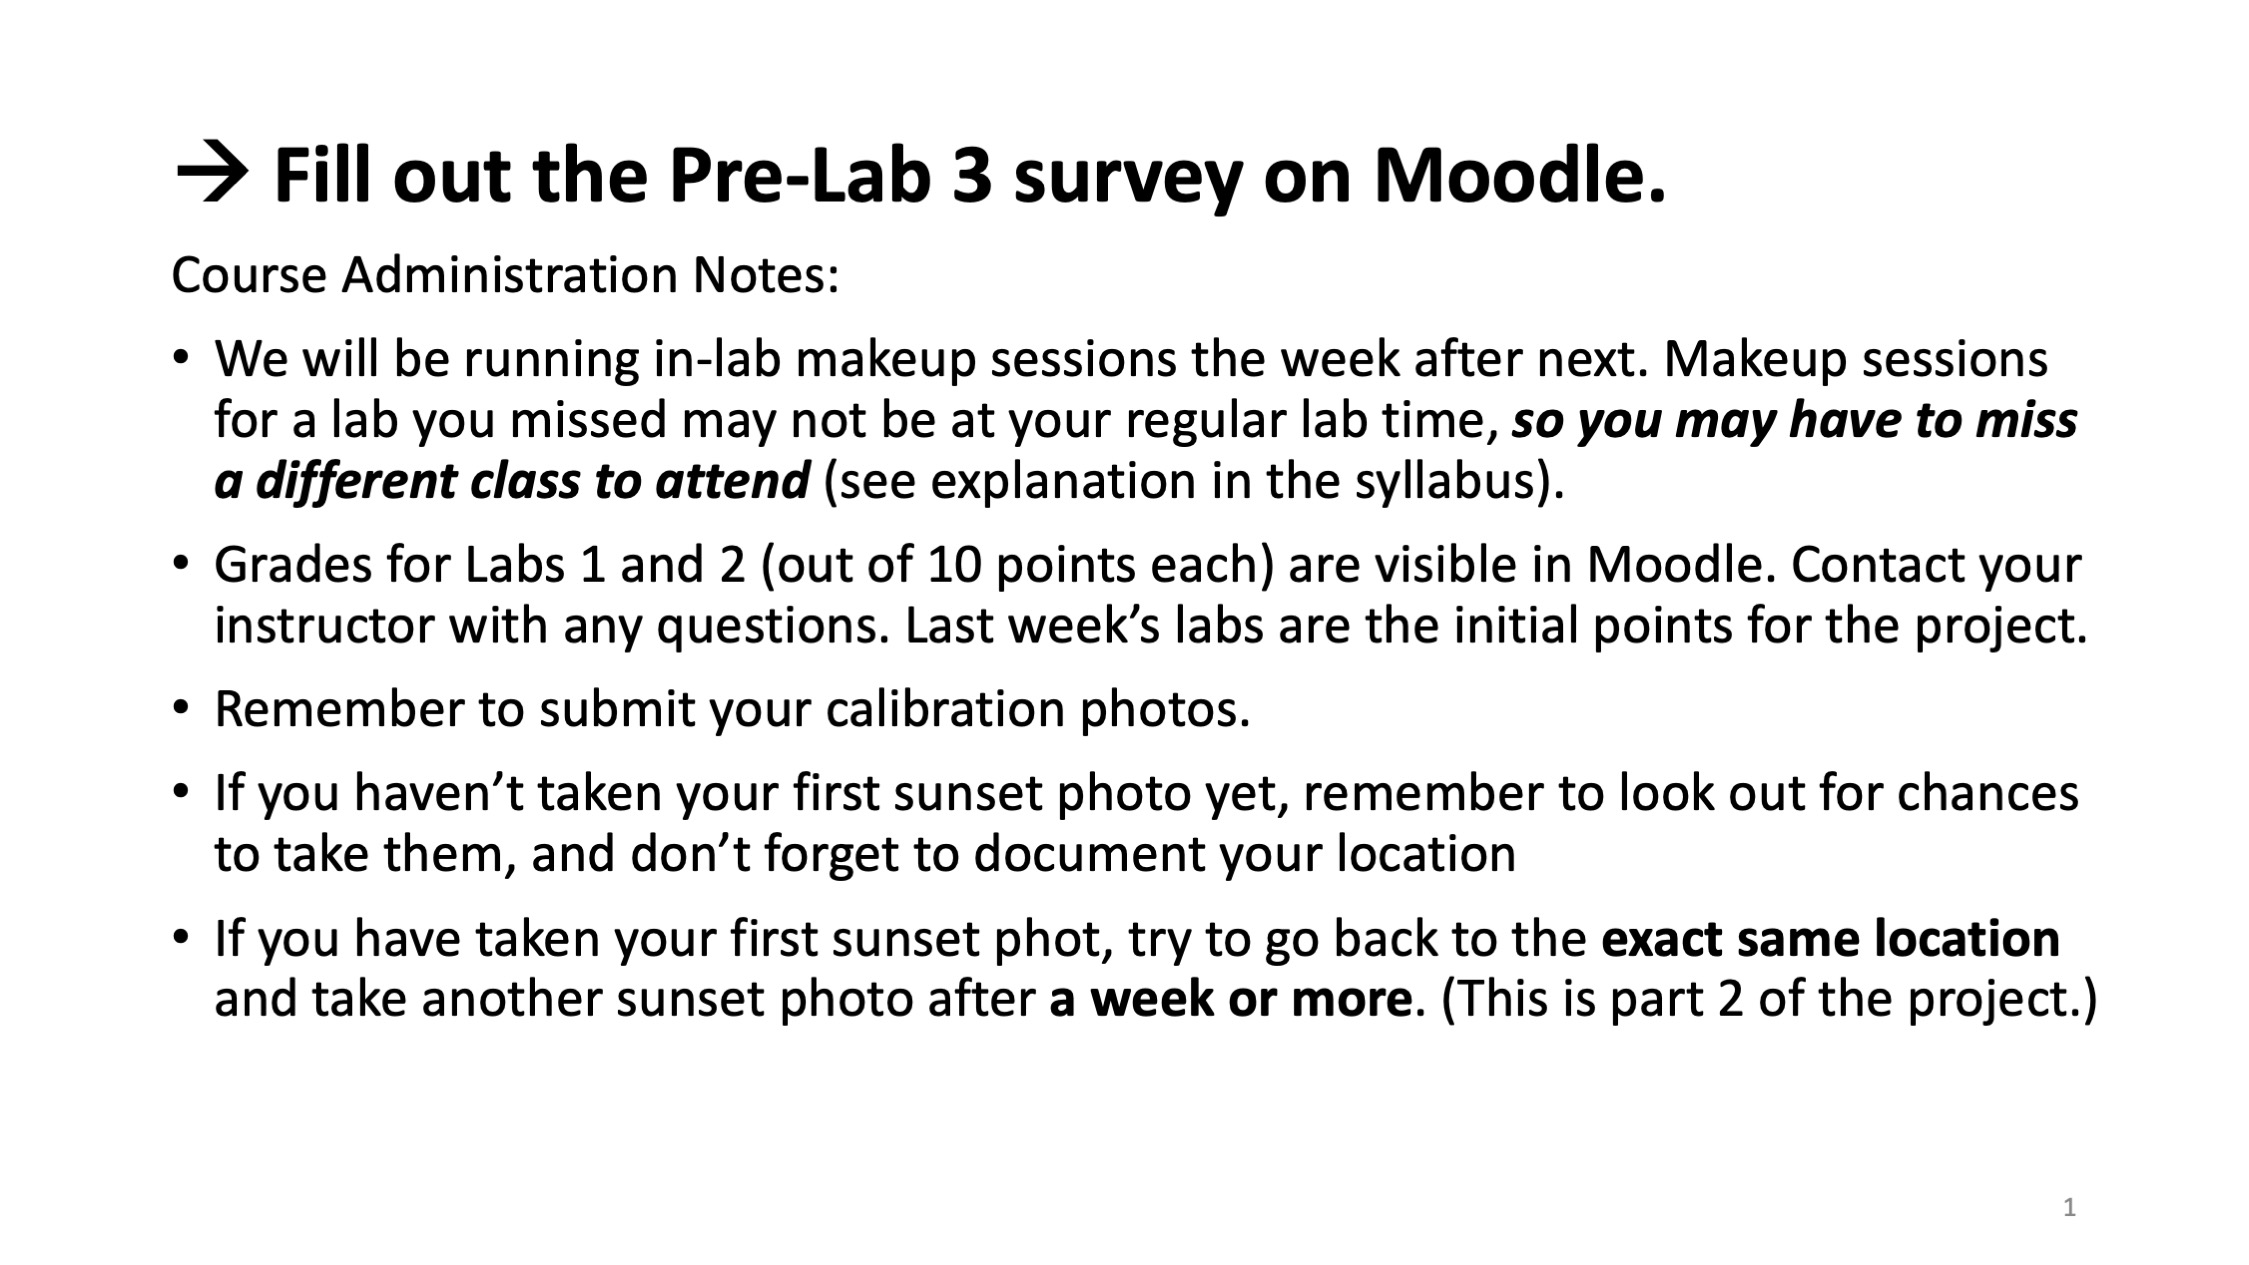 → Fill out the Pre-Lab 3 survey on Moodle.
Course Administration Notes:
• We will be running in-lab makeup sessions the week after next. Makeup sessions
for a lab you missed may not be at your regular lab time, so you may have to miss
a different class to attend (see explanation in the syllabus).
• Grades for Labs 1 and 2 (out of 10 points each) are visible in Moodle. Contact your
instructor with any questions. Last week’s labs are the initial points for the project.
• Remember to submit your calibration photos.
• If you haven’t taken your first sunset photo yet, remember to look out for chances
to take them, and don’t forget to document your location
• If you have taken your first sunset phot, try to go back to the exact same location
and take another sunset photo after a week or more. (This is part 2 of the project.)
1